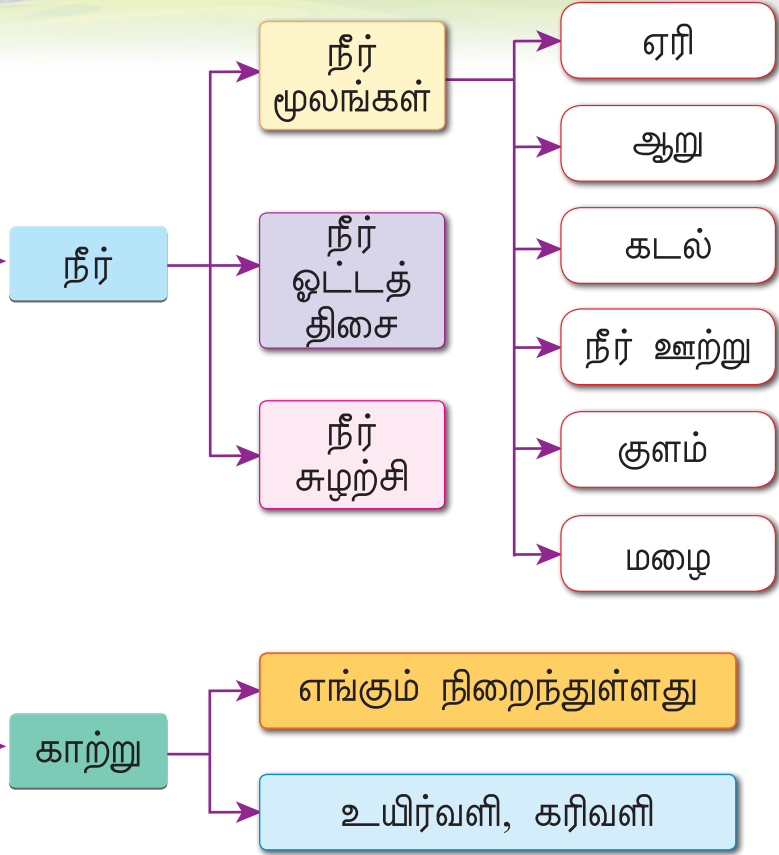 நீர்
நீர்
மூலங்கள்
ஏரி
ஆறு
கடல்
நீர் ஊற்று
குளம்
மழை
நீர்
ஓட்டத்
திசை
நீர்
சுழற்சி
காற்று
எங்கும் நிறைந்துள்ளது
உயிர்வளி, கரிவளி